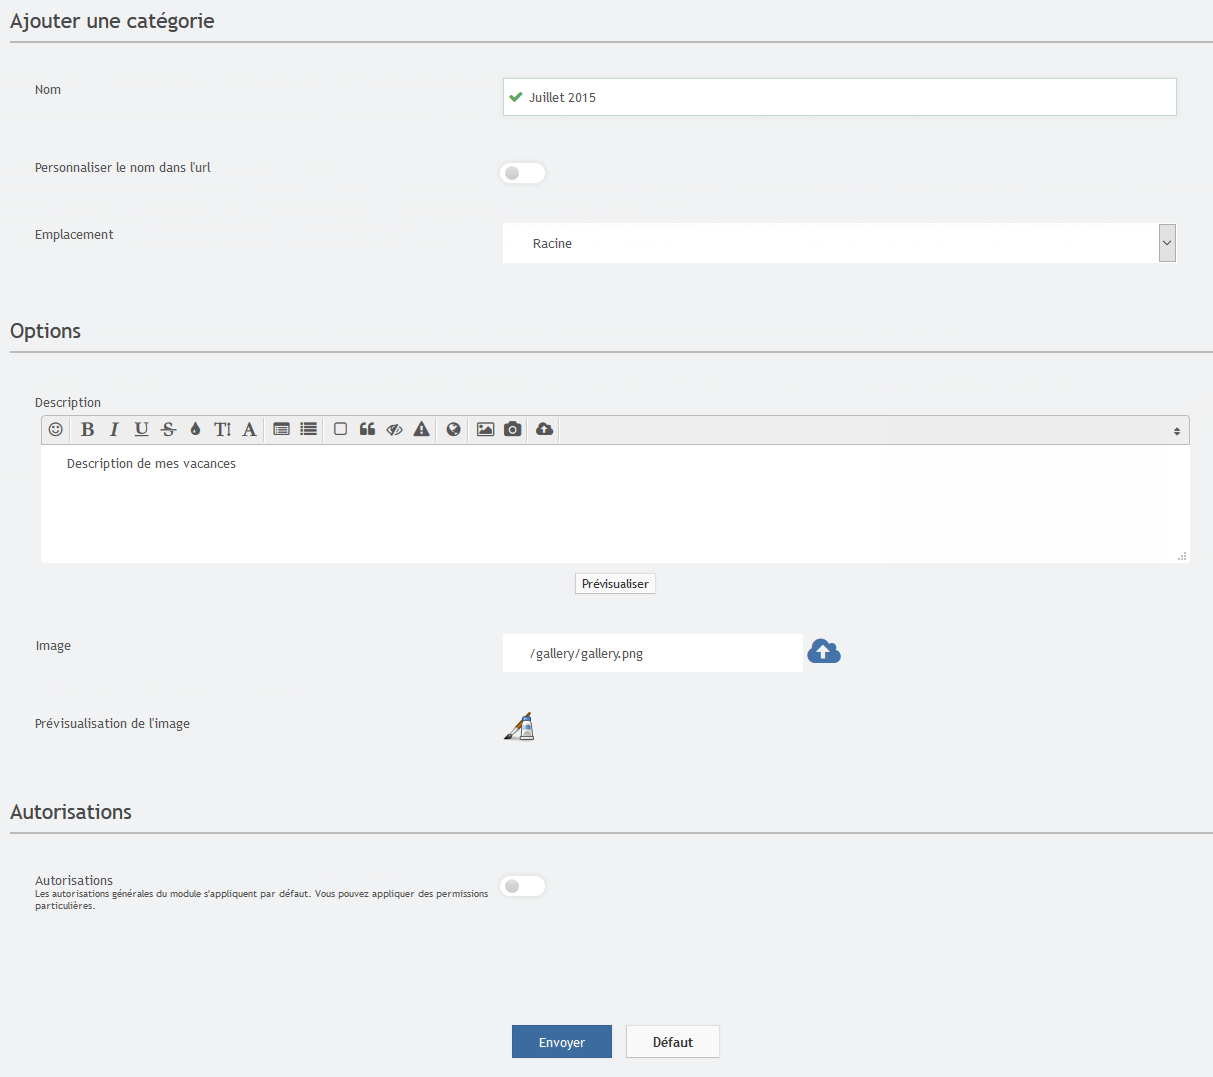 Ajouter une catégorie
Nom
Juillet 2015
Personnaliser le nom dans l'url
Emplacement
Racine
Options
Description
B I U S T A
Description de mes vacances
Prévisualiser
Image
/gallery/gallery.png
Prévisualisation de l'image
Autorisations
Autorisations
Les autorisations générales du module s'appliquent par défaut. Vous pouvez appliquer des permissions
particulières.
Envoyer
Défaut